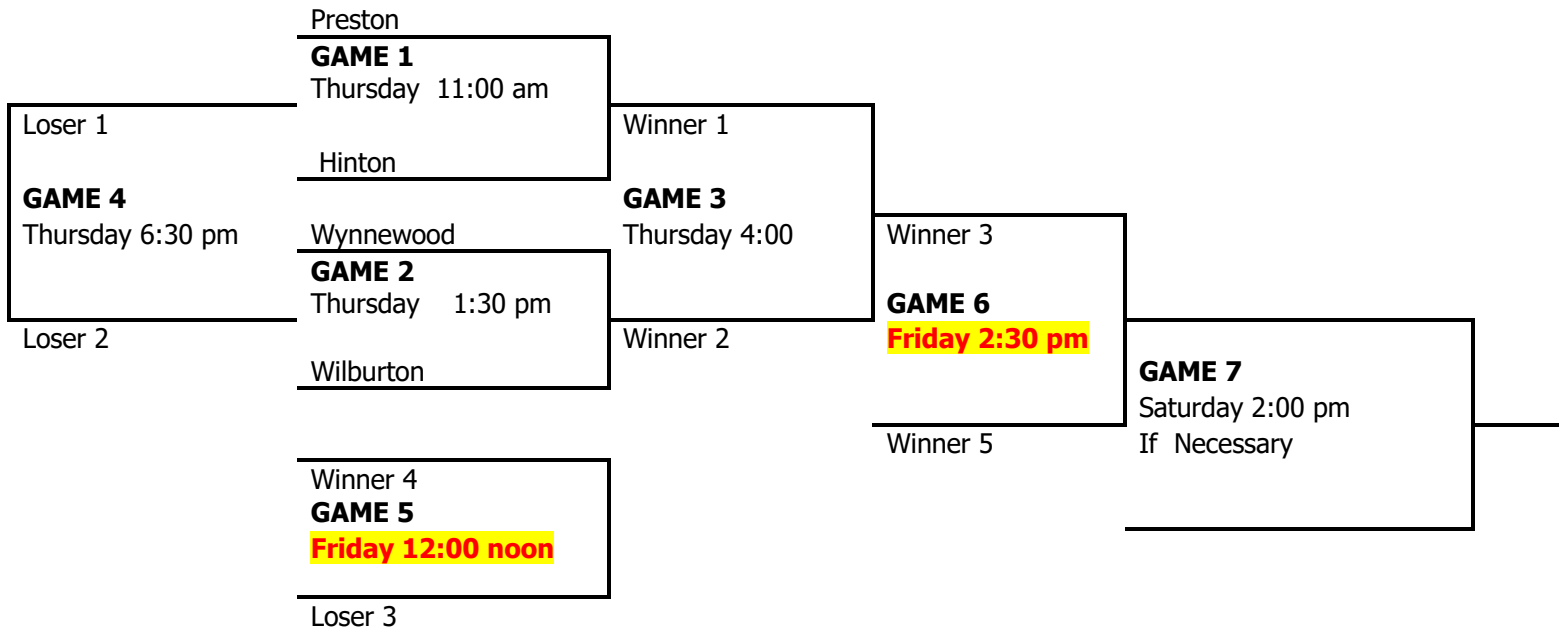 Preston
GAME 1
Thursday 11:00 am
Loser 1
Winner 1
Hinton
GAME 4
GAME 3
Thursday 6:30 pm
Wynnewood
Thursday 4:00
Winner 3
GAME 2
Thursday 1:30 pm
GAME 6
Loser 2
Winner 2
Friday 2:30 pm
Wilburton
GAME 7
Saturday 2:00 pm
Winner 5
If Necessary
Winner 4
GAME 5
Friday 12:00 noon
Loser 3